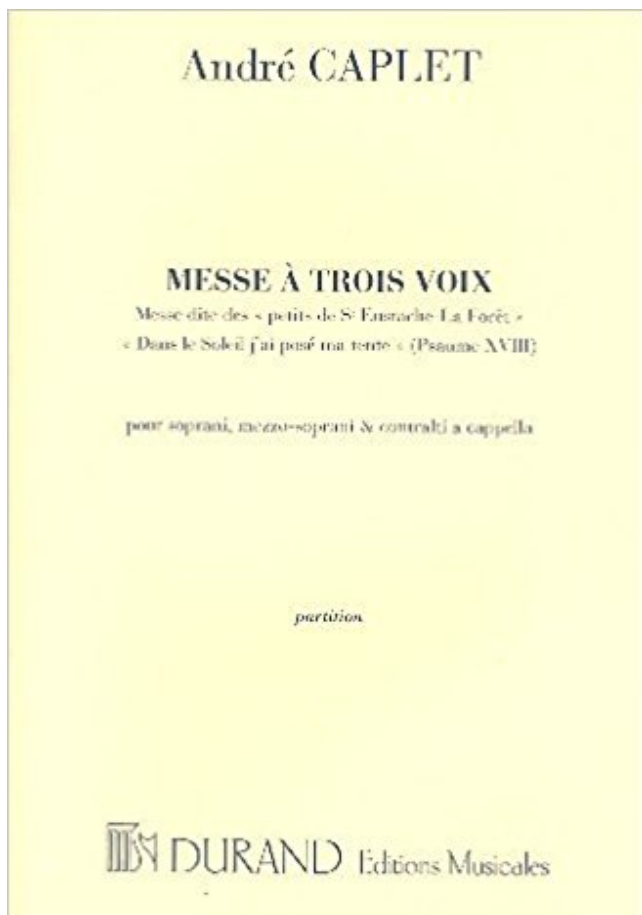 André CAPLET
MESSE À TROIS VOIX
Messe dite des « petits de St Eustache-La-Forêt »
« Dans le Soleil j'ai posé ma tente » (Psaume XVIII)
pour soprani, mezzo-soprani & contralti a cappella
partition
DURAND Editions Musicales